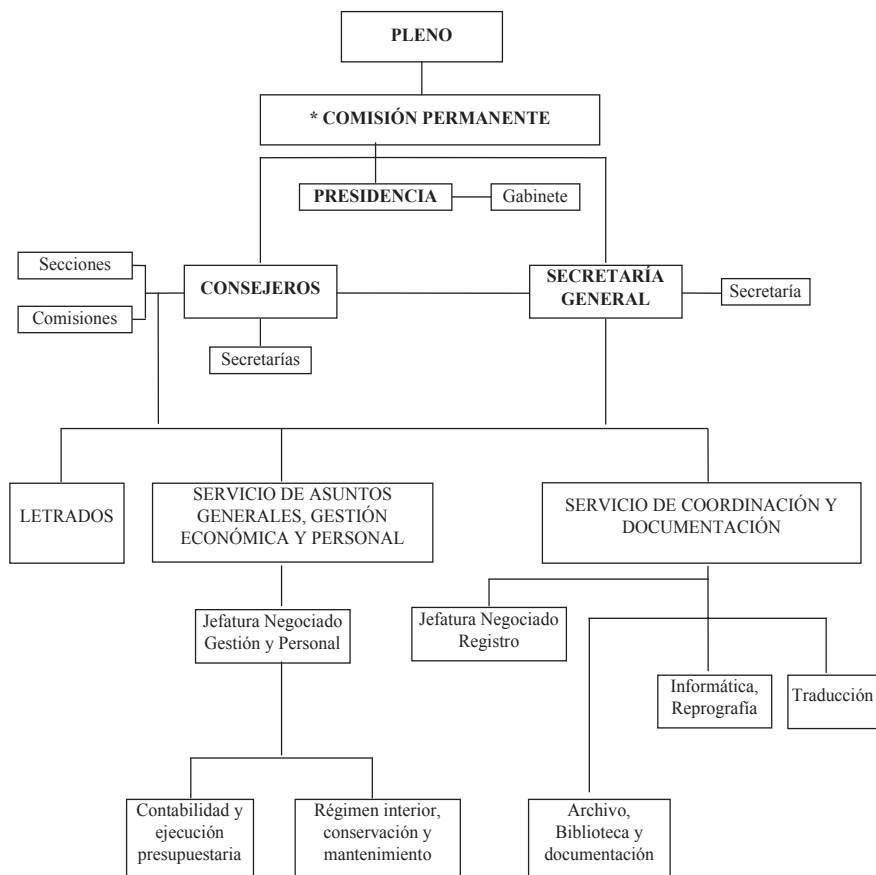 PLENO
* COMISIÓN PERMANENTE
PRESIDENCIA
Gabinete
Secciones
CONSEJEROS
SECRETARÍA
GENERAL
Secretaría
Comisiones
Secretarías
LETRADOS
SERVICIO DE ASUNTOS
GENERALES, GESTIÓN
ECONÓMICA Y PERSONAL
SERVICIO DE COORDINACIÓN Y
DOCUMENTACIÓN
Jefatura Negociado
Gestión y Personal
Jefatura Negociado
Registro
Informática,
Reprografía
Traducción
Contabilidad y
ejecución
presupuestaria
Régimen interior,
conservación y
mantenimiento
Archivo,
Biblioteca y
documentación